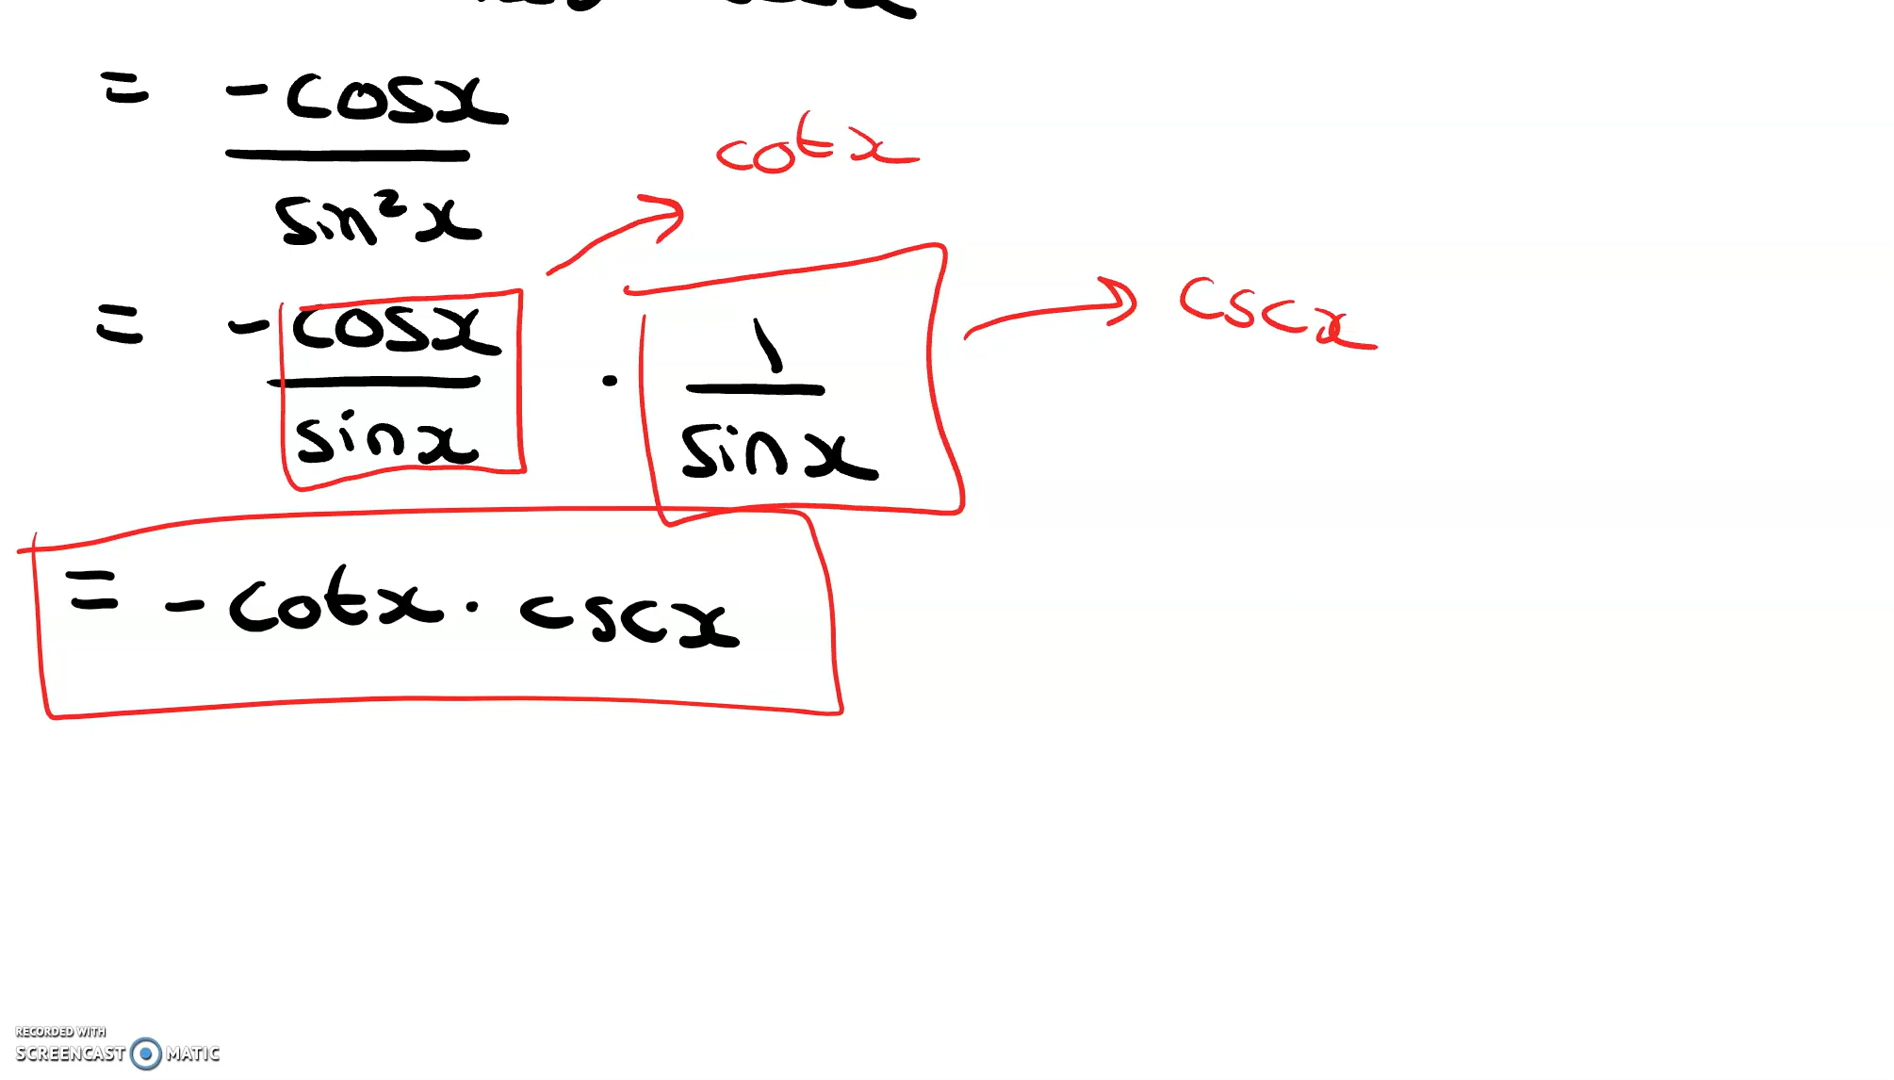 = -cosx
sin²x
cotx
= -cosx · 1
sinx sinx
cscx
= -cotx · cscx
RECORDED WITH
SCREENCAST MATIC